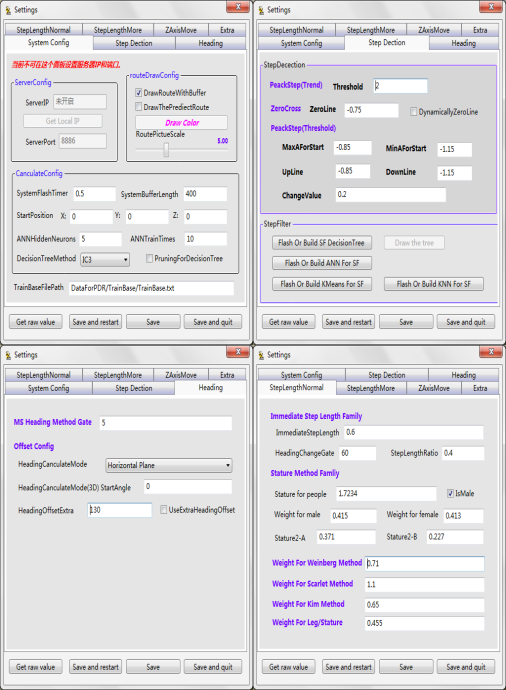 Settings
StepLengthNormal StepLengthMore ZAxisMove Extra
System Config Step Dection Heading
当前不可在这个面板设置服务器IP和端口。
ServerConfig
ServerIP 未开启
Get Local IP
ServerPort 8886
routeDrawConfig
DrawRouteWithBuffer
DrawThePrediectRoute
Draw Color
RoutePictueScale 5.00
CanculateConfig
SystemFlashTimer 0.5 SystemBufferLength 400
StartPosition X: 0 Y: 0 Z: 0
ANNHiddenNeurons 5 ANNTrainTimes 10
DecisionTreeMethod IC3 PruningForDecisionTree
TrainBaseFilePath DataForPDR/TrainBase/TrainBase.txt
Get raw value Save and restart Save Save and quit
Settings
StepLengthNormal StepLengthMore ZAxisMove Extra
System Config Step Dection Heading
StepDecection
PeackStep(Trend) Threshold 2
ZeroCross ZeroLine -0.75 DynamicallyZeroLine
PeackStep(Threshold)
MaxAForStart -0.85 MinAForStart -1.15
UpLine -0.85 DownLine -1.15
ChangeValue 0.2
StepFilter
Flash Or Build SF DecisionTree Draw the tree
Flash Or Build ANN For SF
Flash Or Build KMeans For SF Flash Or Build KNN For SF
Get raw value Save and restart Save Save and quit
Settings
StepLengthNormal StepLengthMore ZAxisMove Extra
System Config Step Dection Heading
MS Heading Method Gate 5
Offset Config
HeadingCanculateMode Horizontal Plane
HeadingCanculateMode(3D) StartAngle 0
HeadingOffsetExtra 130 UseExtraHeadingOffset
Get raw value Save and restart Save Save and quit
Settings
System Config Step Dection Heading
StepLengthNormal StepLengthMore ZAxisMove Extra
Immediate Step Length Family
ImmediateStepLength 0.6
HeadingChangeGate 60 StepLengthRatio 0.4
Stature Method Famliy
Stature for people 1.7234 IsMale
Weight for male 0.415 Weight for female 0.413
Stature2-A 0.371 Stature2-B 0.227
Weight For Weinberg Method 0.71
Weight For Scarlet Method 1.1
Weight For Kim Method 0.65
Weight For Leg/Stature 0.455
Get raw value Save and restart Save Save and quit